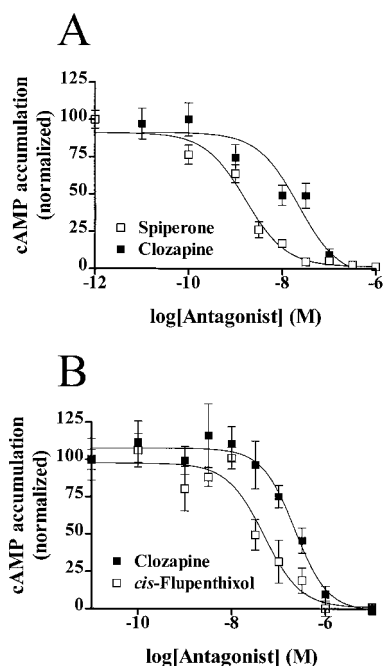 A
cAMP accumulation
(normalized)
125
100
75
50
25
0
Spiperone
Clozapine
-12
-10
-8
-6
log[Antagonist] (M)
B
cAMP accumulation
(normalized)
125
100
75
50
25
0
Clozapine
cis-Flupenthixol
-10
-8
-6
log[Antagonist] (M)